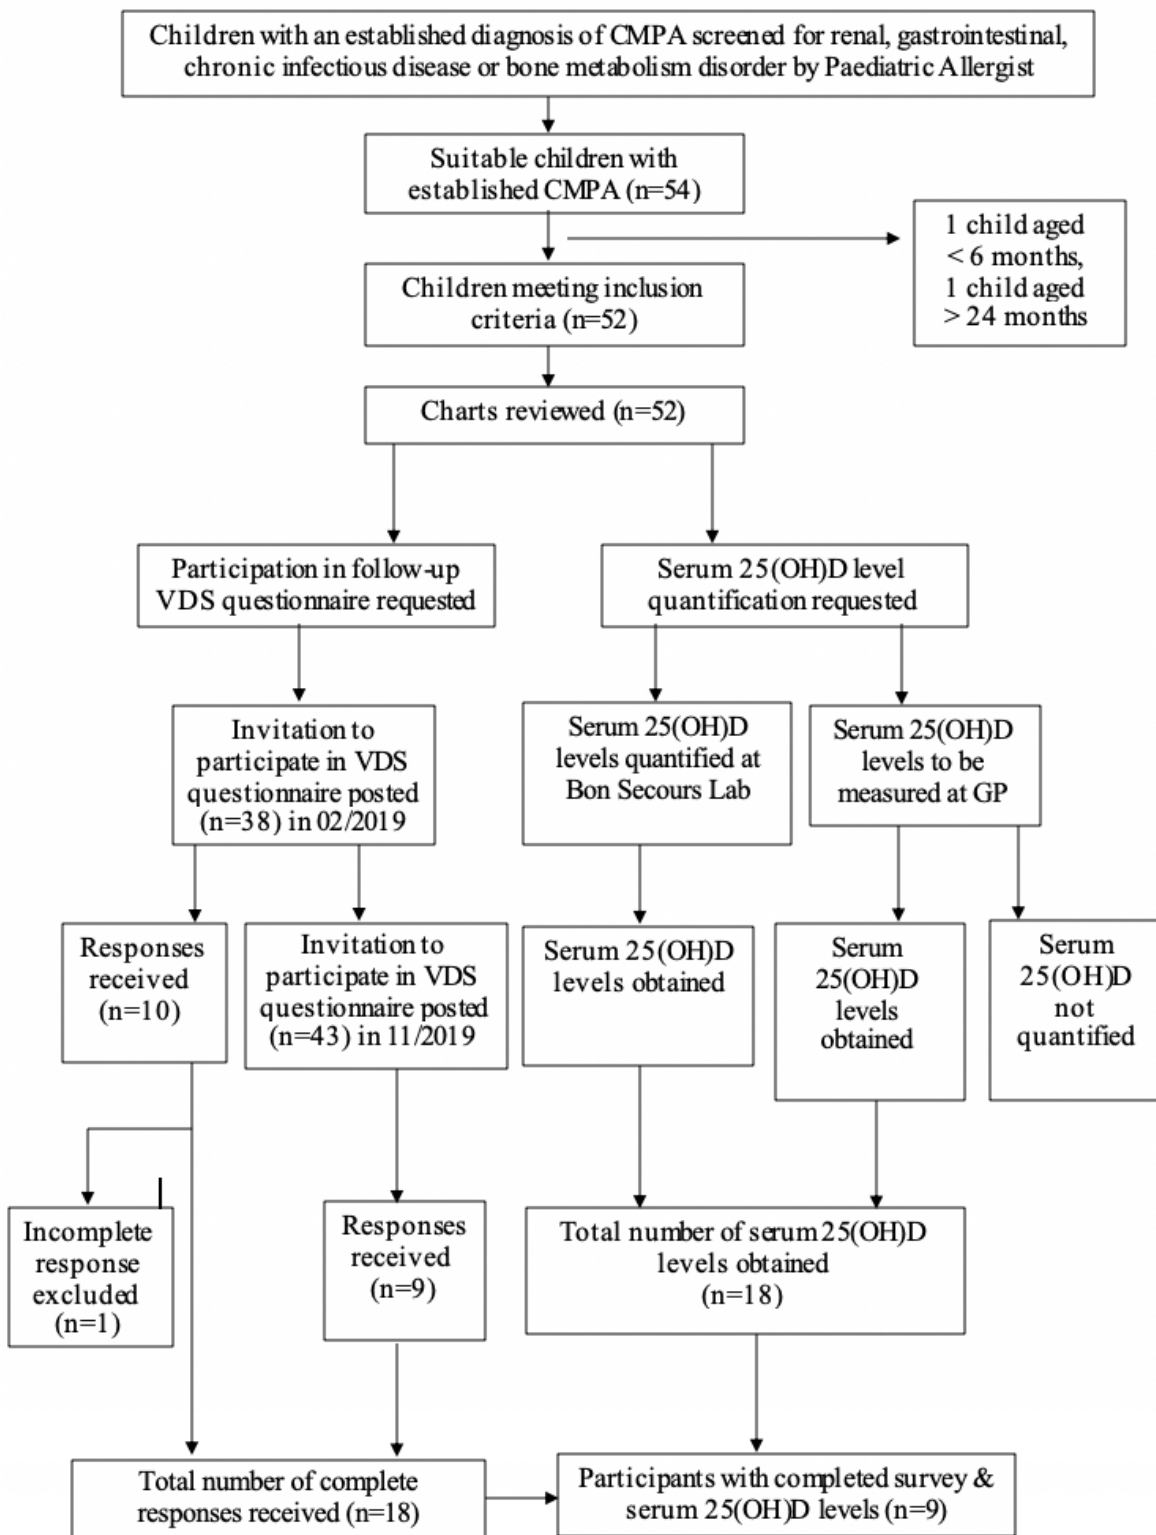 Children with an established diagnosis of CMPA screened for renal, gastrointestinal,
chronic infectious disease or bone metabolism disorder by Paediatric Allergist
Suitable children with
established CMPA (n=54)
1 child aged
< 6 months,
1 child aged
> 24 months
Children meeting inclusion
criteria (n=52)
Charts reviewed (n=52)
Participation in follow-up
VDS questionnaire requested
Serum 25(OH)D level
quantification requested
Invitation to
participate in VDS
questionnaire posted
(n=38) in 02/2019
Serum 25(OH)D
levels quantified at
Bon Secours Lab
Serum 25(OH)D
levels to be
measured at GP
Responses
received
(n=10)
Invitation to
participate in VDS
questionnaire posted
(n=43) in 11/2019
Serum 25(OH)D
levels obtained
Serum
25(OH)D
levels
obtained
Serum
25(OH)D
not
quantified
Incomplete
response
excluded
(n=1)
Responses
received
(n=9)
Total number of serum 25(OH)D
levels obtained
(n=18)
Total number of complete
responses received (n=18)
Participants with completed survey &
serum 25(OH)D levels (n=9)